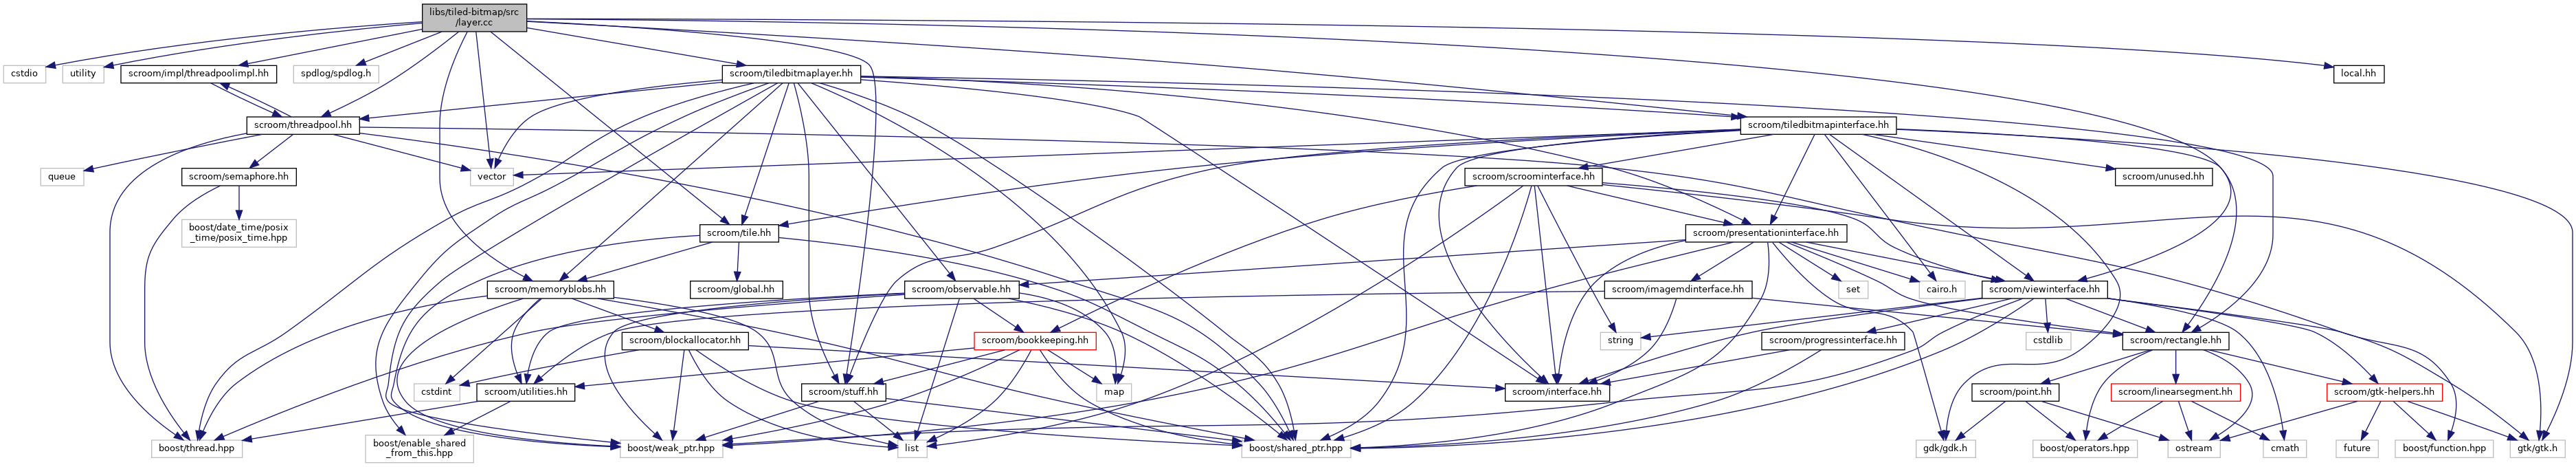 libs/tiled-bitmap/src
/layer.cc
cstdio
utility
scroom/impl/threadpoolimpl.hh
spdlog/spdlog.h
scroom/tiledbitmaplayer.hh
local.hh
scroom/threadpool.hh
scroom/tiledbitmapinterface.hh
queue
scroom/semaphore.hh
vector
scroom/scroominterface.hh
scroom/unused.hh
boost/date_time/posix
_time/posix_time.hpp
scroom/tile.hh
scroom/presentationinterface.hh
scroom/memoryblobs.hh
scroom/global.hh
scroom/observable.hh
scroom/imagemdinterface.hh
set
cairo.h
scroom/viewinterface.hh
scroom/blockallocator.hh
scroom/bookkeeping.hh
string
scroom/progressinterface.hh
cstdlib
scroom/rectangle.hh
cstdint
scroom/utilities.hh
scroom/stuff.hh
map
scroom/interface.hh
scroom/point.hh
scroom/linearsegment.hh
scroom/gtk-helpers.hh
boost/thread.hpp
boost/enable_shared
_from_this.hpp
boost/weak_ptr.hpp
list
boost/shared_ptr.hpp
gdk/gdk.h
boost/operators.hpp
ostream
cmath
future
boost/function.hpp
gtk/gtk.h